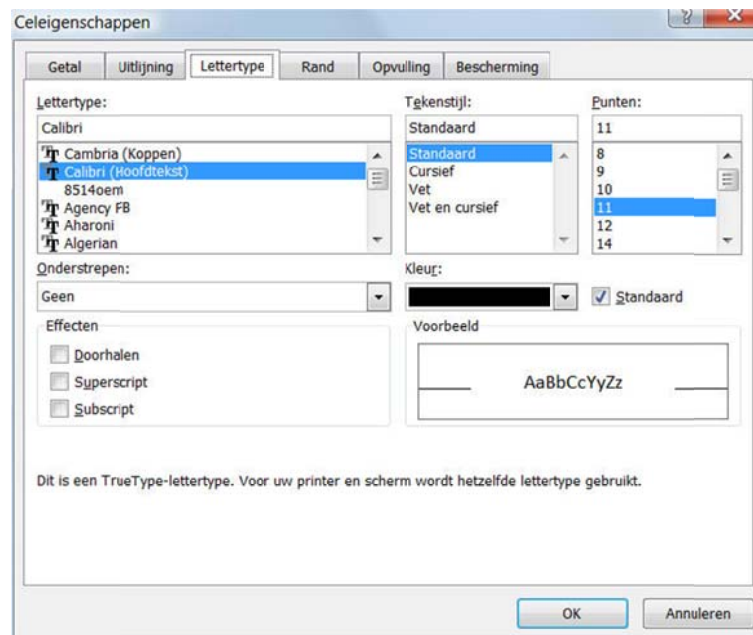 Celeigenschappen
Getal Uitlijning Lettertype Rand Opvulling Bescherming
Lettertype: Tekenstijl: Punten:
Calibri Standaard 11
Cambria (Koppen) Standaard 8
Calibri (Hoofdtekst) Cursief 9
8514oem Vet 10
Agency FB Vet en cursief 11
Aharoni 12
Algerian 14
Onderstrepen: Kleur:
Geen Standaard
Effecten Voorbeeld
Doorhalen
Superscript AaBbCcYyZz
Subscript
Dit is een TrueType-lettertype. Voor uw printer en scherm wordt hetzelfde lettertype gebruikt.
OK Annuleren